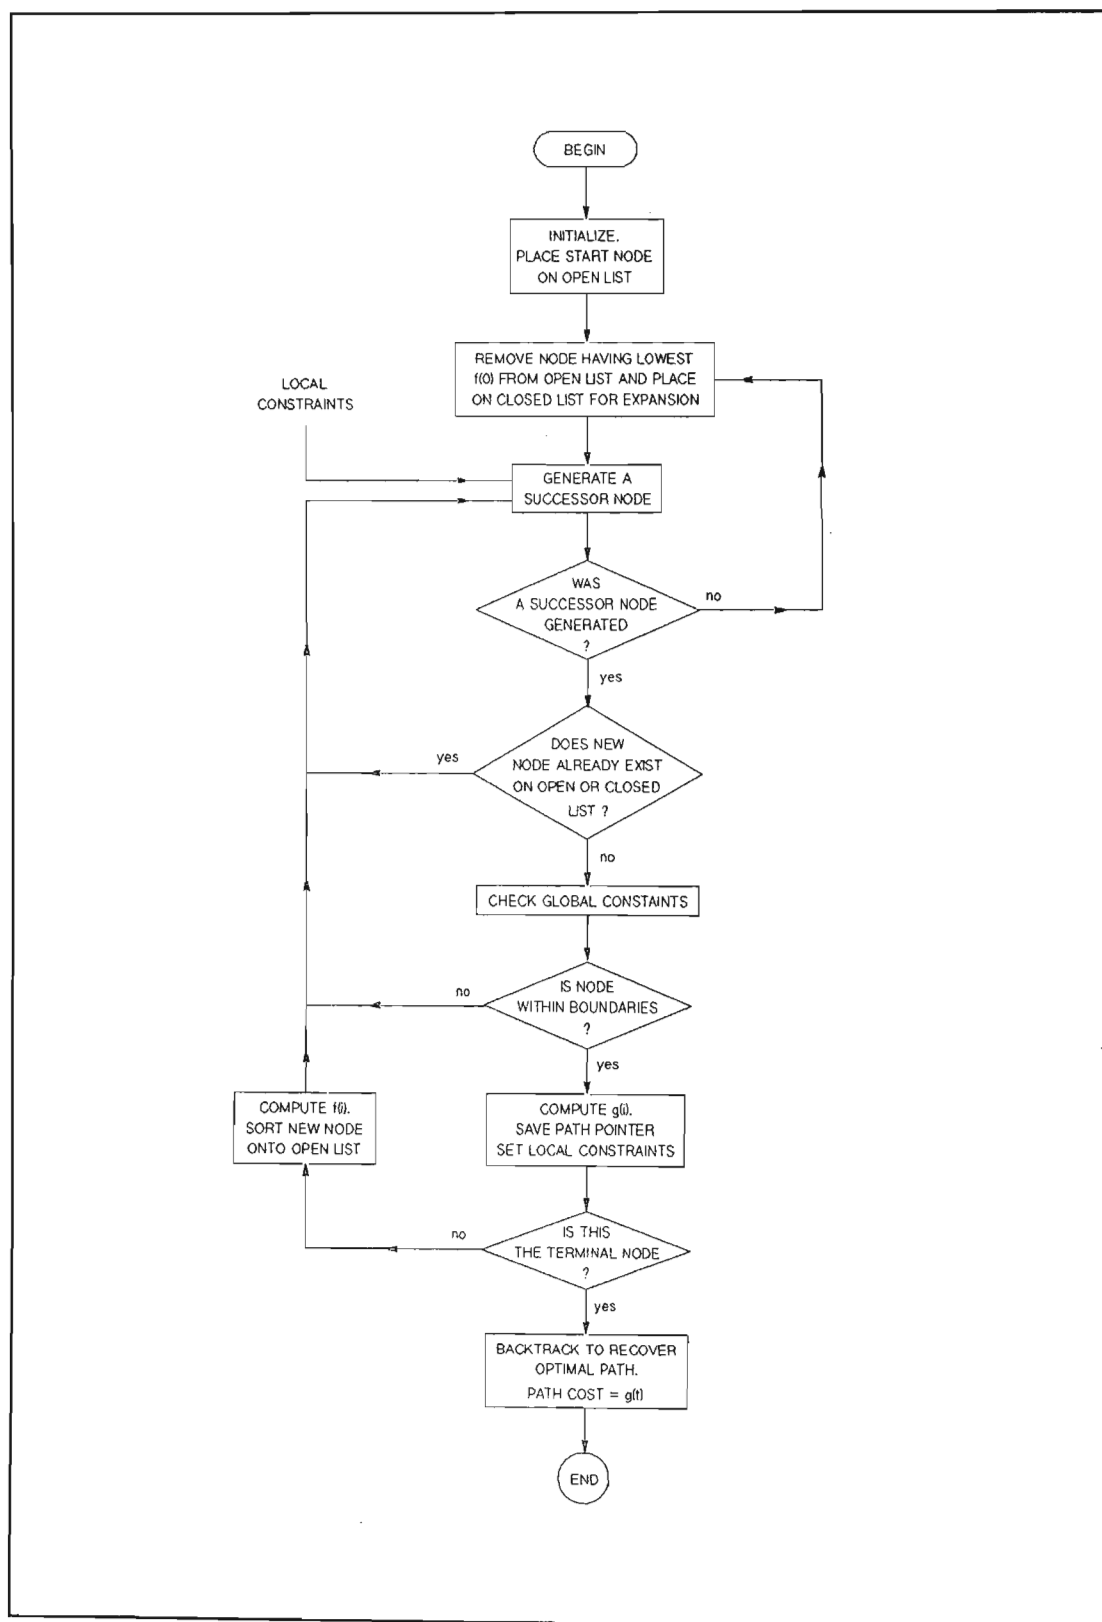 BEGIN
INITIALIZE.
PLACE START NODE
ON OPEN LIST
REMOVE NODE HAVING LOWEST
f(0) FROM OPEN LIST AND PLACE
ON CLOSED LIST FOR EXPANSION
LOCAL
CONSTRAINTS
GENERATE A
SUCCESSOR NODE
WAS
A SUCCESSOR NODE
GENERATED
?
no
yes
DOES NEW
NODE ALREADY EXIST
ON OPEN OR CLOSED
LIST ?
yes
no
CHECK GLOBAL CONSTAINTS
IS NODE
WITHIN BOUNDARIES
?
no
yes
COMPUTE f(i).
SORT NEW NODE
ONTO OPEN LIST
COMPUTE g(i).
SAVE PATH POINTER
SET LOCAL CONSTRAINTS
IS THIS
THE TERMINAL NODE
?
no
yes
BACKTRACK TO RECOVER
OPTIMAL PATH.
PATH COST = g(t)
END